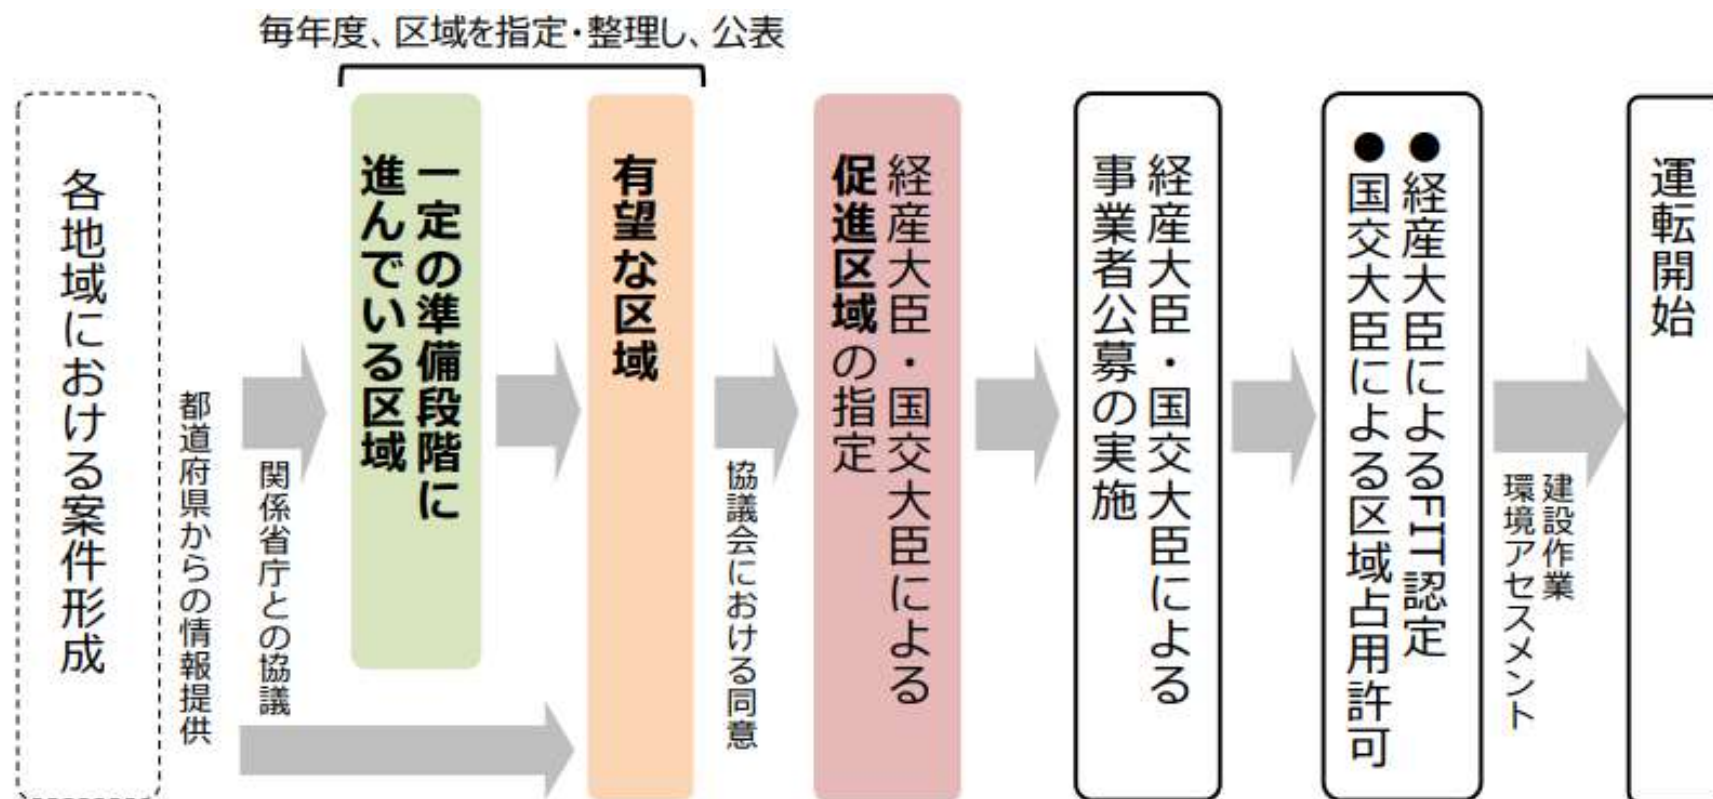 毎年度、区域を指定・整理し、公表
各地域における案件形成
都道府県からの情報提供
関係省庁との協議
一定の準備段階に
進んでいる区域
有望な区域
協議会における同意
経産大臣・国交大臣による
促進区域の指定
経産大臣・国交大臣による
事業者公募の実施
●経産大臣によるFIT認定
●国交大臣による区域占用許可
建設作業
環境アセスメント
運転開始